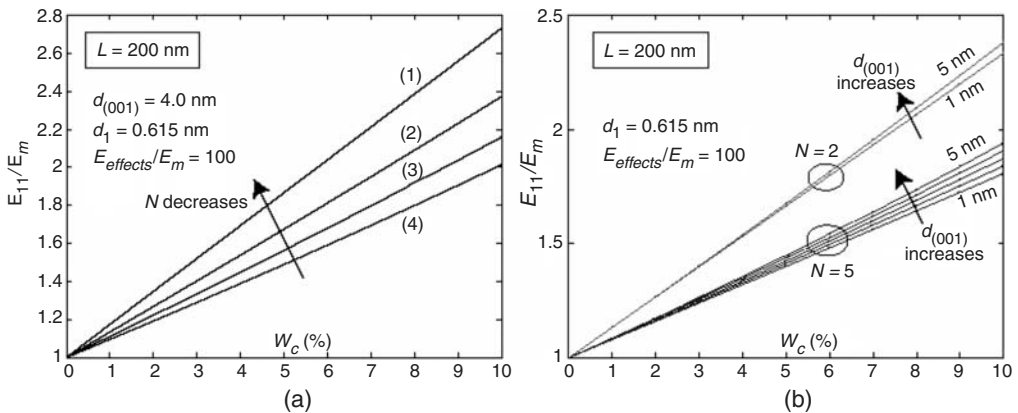 2.8
2.6
2.4
2.2
2
1.8
1.6
1.4
1.2
1
E₁₁/Eₘ
L = 200 nm
d(001) = 4.0 nm
d₁ = 0.615 nm
E_effects/Eₘ = 100
N decreases
(1)
(2)
(3)
(4)
W_c (%)
0 1 2 3 4 5 6 7 8 9 10
(a)
2.5
2
1.5
1
E₁₁/Eₘ
L = 200 nm
d₁ = 0.615 nm
E_effects/Eₘ = 100
d(001)
increases
5 nm
1 nm
N = 2
5 nm
1 nm
d(001)
increases
N = 5
W_c (%)
0 1 2 3 4 5 6 7 8 9 10
(b)